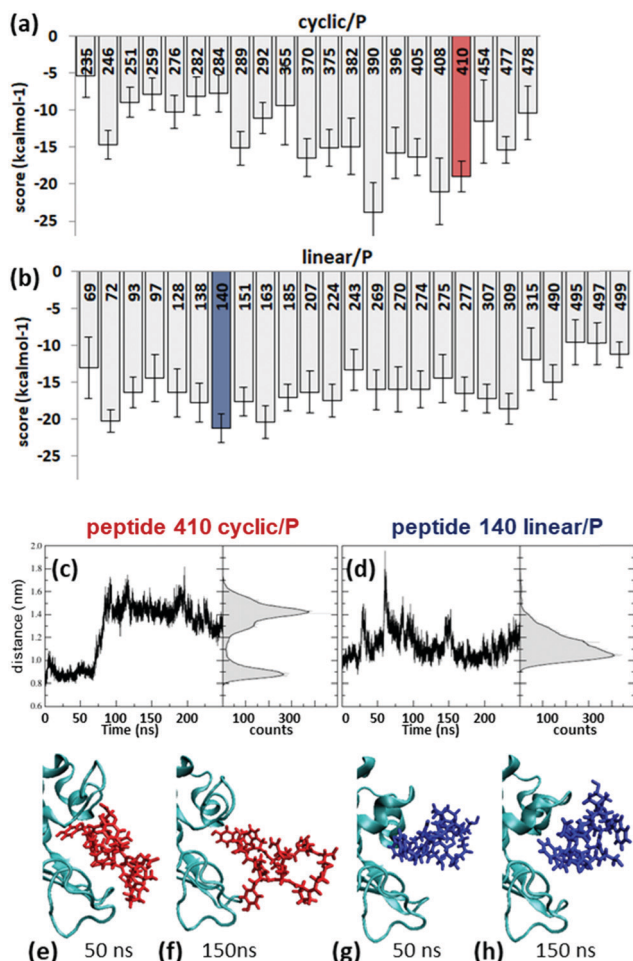 (a)
cyclic/P
0
-5
-10
-15
-20
-25
score (kcalmol-1)
235 246 251 259 276 282 284 289 292 355 370 375 382 390 396 405 408 410 454 477 478
(b)
linear/P
0
-5
-10
-15
-20
-25
score (kcalmol-1)
69 72 93 97 128 138 140 151 163 185 207 224 243 269 270 274 275 277 307 309 315 490 495 497 499
peptide 410 cyclic/P
peptide 140 linear/P
(c)
(d)
2.0
1.8
1.6
1.4
1.2
1.0
0.8
0.6
distance (nm)
0 50 100 150 200 100 300 0 50 100 150 200 100 300
Time (ns) counts Time (ns) counts
(e) 50 ns (f) 150ns (g) 50 ns (h) 150 ns